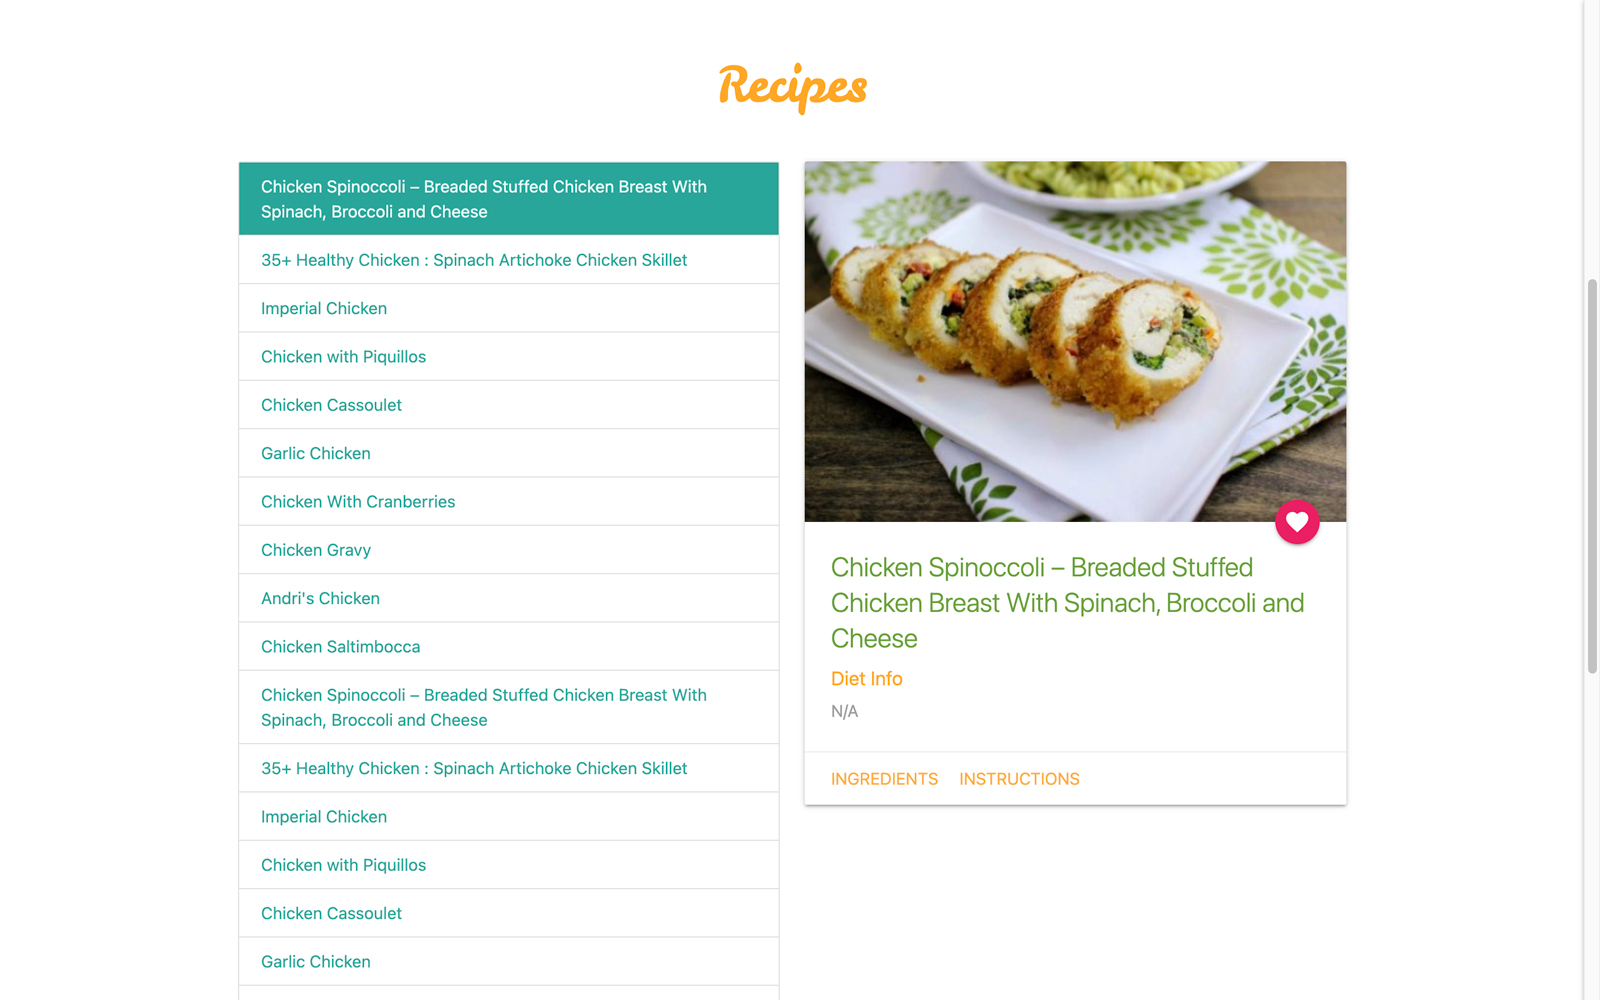 Recipes
Chicken Spinoccoli – Breaded Stuffed Chicken Breast With
Spinach, Broccoli and Cheese
35+ Healthy Chicken : Spinach Artichoke Chicken Skillet
Imperial Chicken
Chicken with Piquillos
Chicken Cassoulet
Garlic Chicken
Chicken With Cranberries
Chicken Gravy
Andri's Chicken
Chicken Saltimbocca
Chicken Spinoccoli – Breaded Stuffed Chicken Breast With
Spinach, Broccoli and Cheese
35+ Healthy Chicken : Spinach Artichoke Chicken Skillet
Imperial Chicken
Chicken with Piquillos
Chicken Cassoulet
Garlic Chicken
Chicken Spinoccoli – Breaded Stuffed
Chicken Breast With Spinach, Broccoli and
Cheese
Diet Info
N/A
INGREDIENTS INSTRUCTIONS